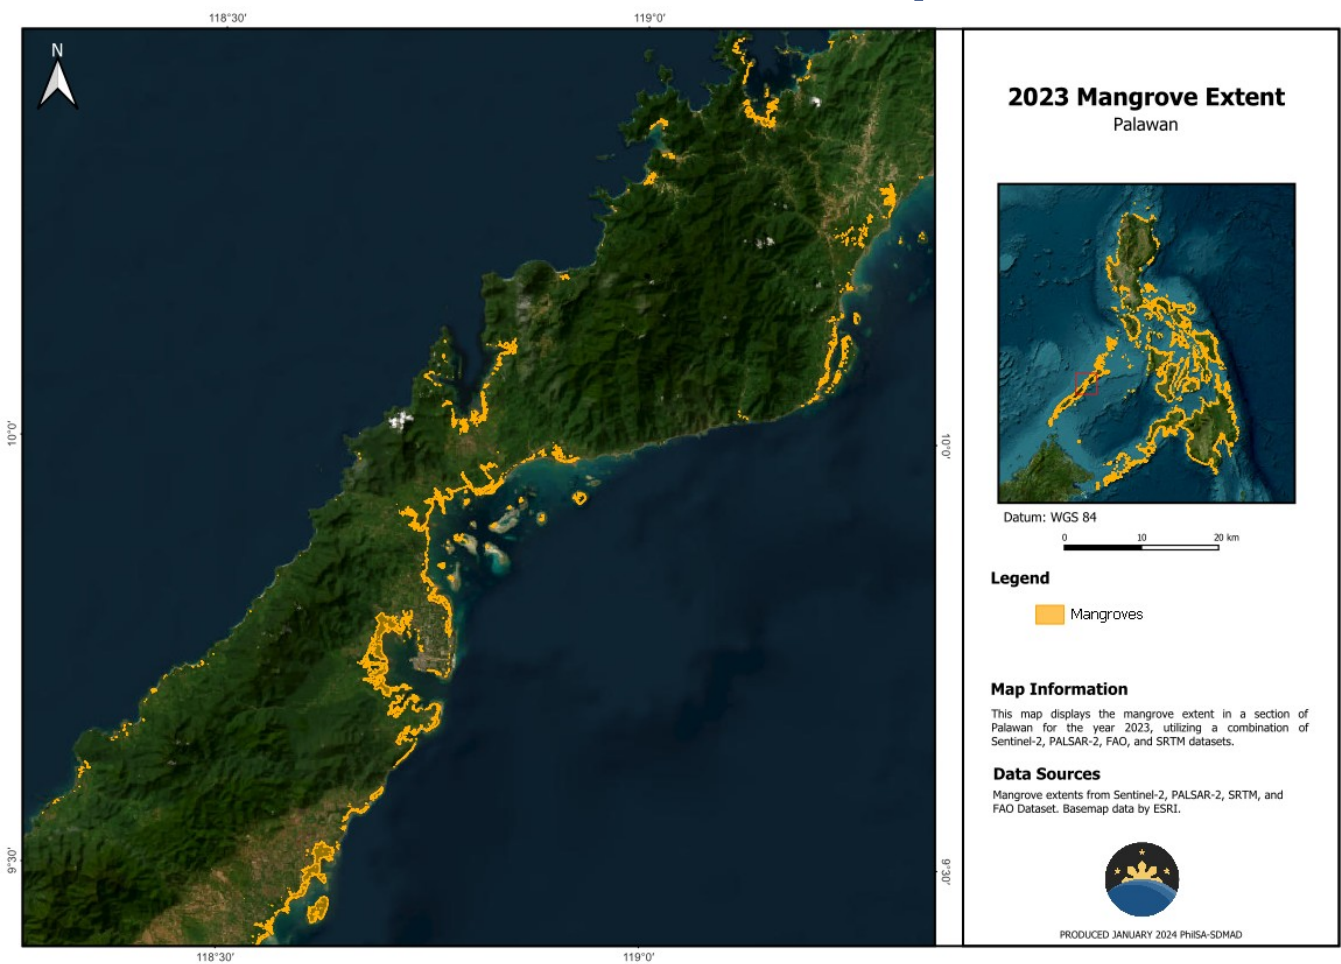 118°30'
119°0'
N
10°0'
10°0'
9°30'
9°30'
118°30'
119°0'
2023 Mangrove Extent
Palawan
Datum: WGS 84
0 10 20 km
Legend
Mangroves
Map Information
This map displays the mangrove extent in a section of
Palawan for the year 2023, utilizing a combination of
Sentinel-2, PALSAR-2, FAO, and SRTM datasets.
Data Sources
Mangrove extents from Sentinel-2, PALSAR-2, SRTM, and
FAO Dataset. Basemap data by ESRI.
PRODUCED JANUARY 2024 PhilSA-SDMAD